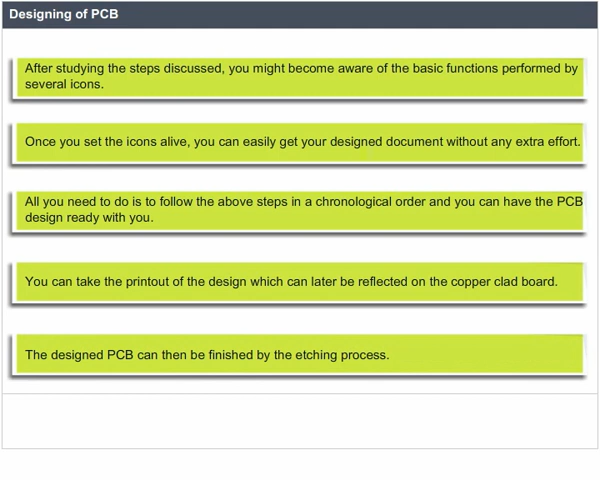 Designing of PCB
After studying the steps discussed, you might become aware of the basic functions performed by
several icons.
Once you set the icons alive, you can easily get your designed document without any extra effort.
All you need to do is to follow the above steps in a chronological order and you can have the PCB
design ready with you.
You can take the printout of the design which can later be reflected on the copper clad board.
The designed PCB can then be finished by the etching process.